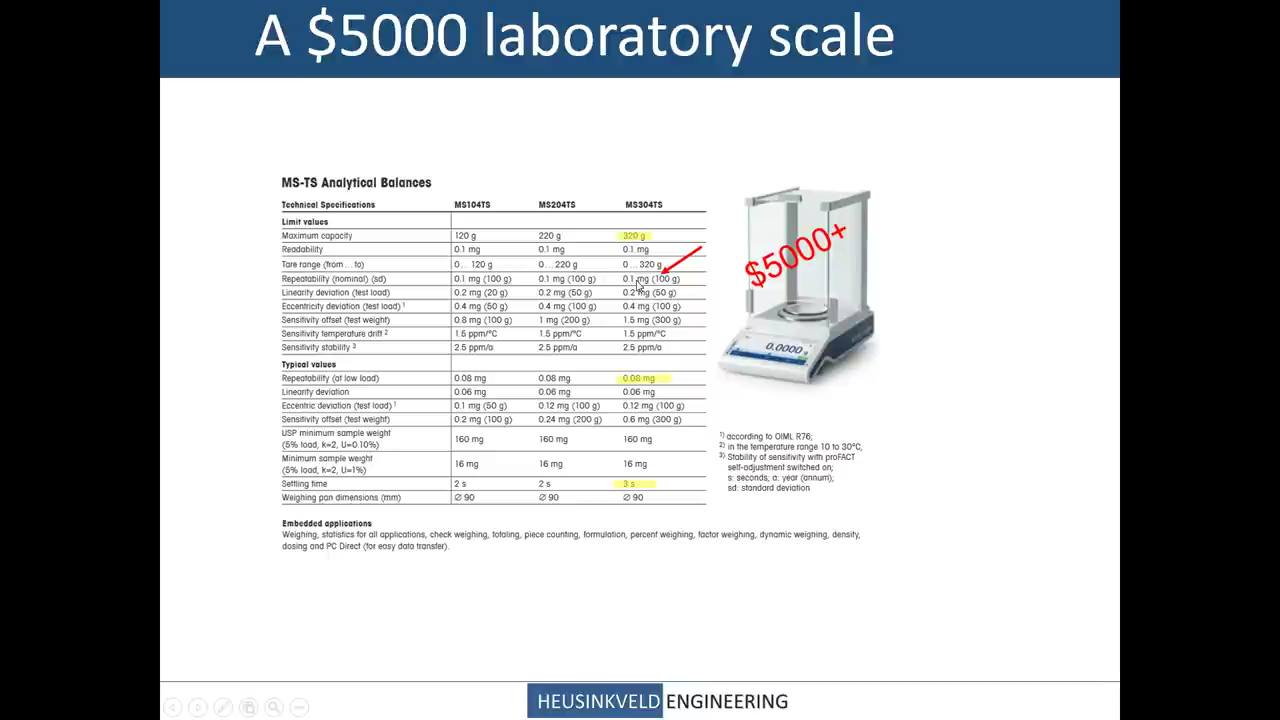 A $5000 laboratory scale
MS-TS Analytical Balances
Technical Specifications MS104TS MS204TS MS304TS
Limit values
Maximum capacity 120 g 220 g 320 g
Readability 0.1 mg 0.1 mg 0.1 mg
Tare range (from…to) 0…120 g 0…220 g 0…320 g
Repeatability (nominal) (sd) 0.1 mg (100 g) 0.1 mg (100 g) 0.1 mg (100 g)
Linearity deviation (test load) 0.2 mg (20 g) 0.2 mg (50 g) 0.2 mg (50 g)
Eccentricity deviation (test load) ¹ 0.4 mg (50 g) 0.4 mg (100 g) 0.4 mg (100 g)
Sensitivity offset (test weight) 0.8 mg (100 g) 1 mg (200 g) 1.5 mg (300 g)
Sensitivity temperature drift ² 1.5 ppm/°C 1.5 ppm/°C 1.5 ppm/°C
Sensitivity stability ³ 2.5 ppm/a 2.5 ppm/a 2.5 ppm/a
Typical values
Repeatability (at low load) 0.08 mg 0.08 mg 0.08 mg
Linearity deviation 0.06 mg 0.06 mg 0.06 mg
Eccentric deviation (test load) ¹ 0.1 mg (50 g) 0.12 mg (100 g) 0.12 mg (100 g)
Sensitivity offset (test weight) 0.2 mg (100 g) 0.24 mg (200 g) 0.6 mg (300 g)
USP minimum sample weight
(5% load, k=2, U=0.10%) 160 mg 160 mg 160 mg
Minimum sample weight
(5% load, k=2, U=1%) 16 mg 16 mg 16 mg
Settling time 2 s 2 s 3 s
Weighing pan dimensions (mm) ∅ 90 ∅ 90 ∅ 90
$5000+
0.0000 g
¹) according to OIML R76;
²) in the temperature range 10 to 30°C,
³) Stability of sensitivity with proFACT
self-adjustment switched on;
s: seconds; a: year (annum);
sd: standard deviation
Embedded applications
Weighing, statistics for all applications, check weighing, totaling, piece counting, formulation, percent weighing, factor weighing, dynamic weighing, density,
dosing and PC Direct (for easy data transfer).
HEUSINKVELD ENGINEERING